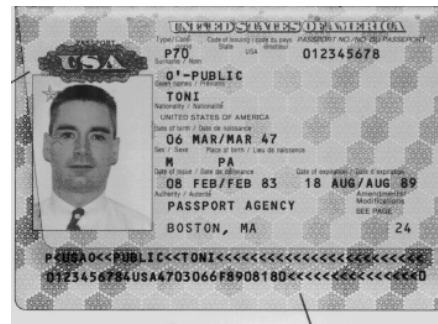 UNITED STATES OF AMERICA
PASSPORT
USA
Type/Caté- Code of issuing / code du pays PASSPORT NO./NO. DU PASSEPORT
State
P70 USA 012345678
Surname / Nom
O'-PUBLIC
Given names / Prénoms
TONI
Nationality / Nationalité
UNITED STATES OF AMERICA
Date of birth / Date de naissance
06 MAR/MAR 47
Sex / Sexe Place of birth / Lieu de naissance
M PA
Date of issue / Date de délivrance Date of expiration / Date d'expiration
08 FEB/FEB 83 18 AUG/AUG 89
Authority / Autorité Amendments/
Modifications
PASSPORT AGENCY SEE PAGE
BOSTON, MA 24
P<USAO<<PUBLIC<<TONI<<<<<<<<<<<<<<<<<<<<<<<<
0123456784USA4703066F8908180<<<<<<<<<<<<<<<0